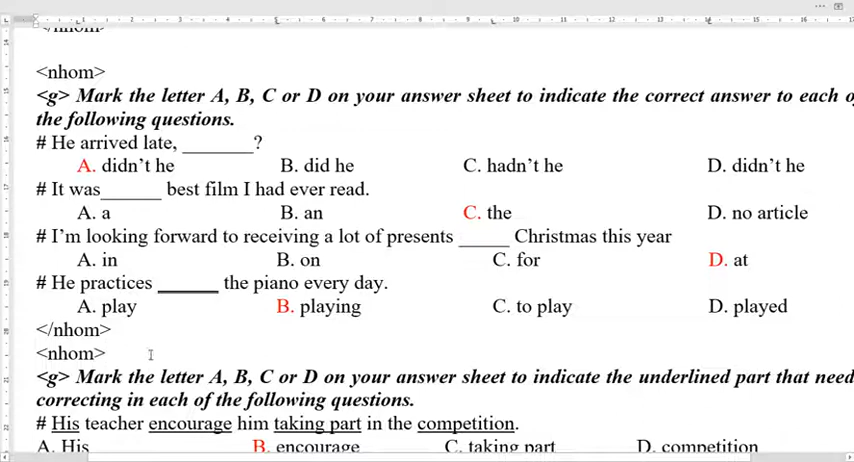 <nhom>
<g> Mark the letter A, B, C or D on your answer sheet to indicate the correct answer to each o
the following questions.
# He arrived late, _______?
A. didn't he B. did he C. hadn't he D. didn't he
# It was______ best film I had ever read.
A. a B. an C. the D. no article
# I'm looking forward to receiving a lot of presents _____ Christmas this year
A. in B. on C. for D. at
# He practices ______ the piano every day.
A. play B. playing C. to play D. played
</nhom>
<nhom>
<g> Mark the letter A, B, C or D on your answer sheet to indicate the underlined part that need
correcting in each of the following questions.
# His teacher encourage him taking part in the competition.
A. His B. encourage C. taking part D. competition